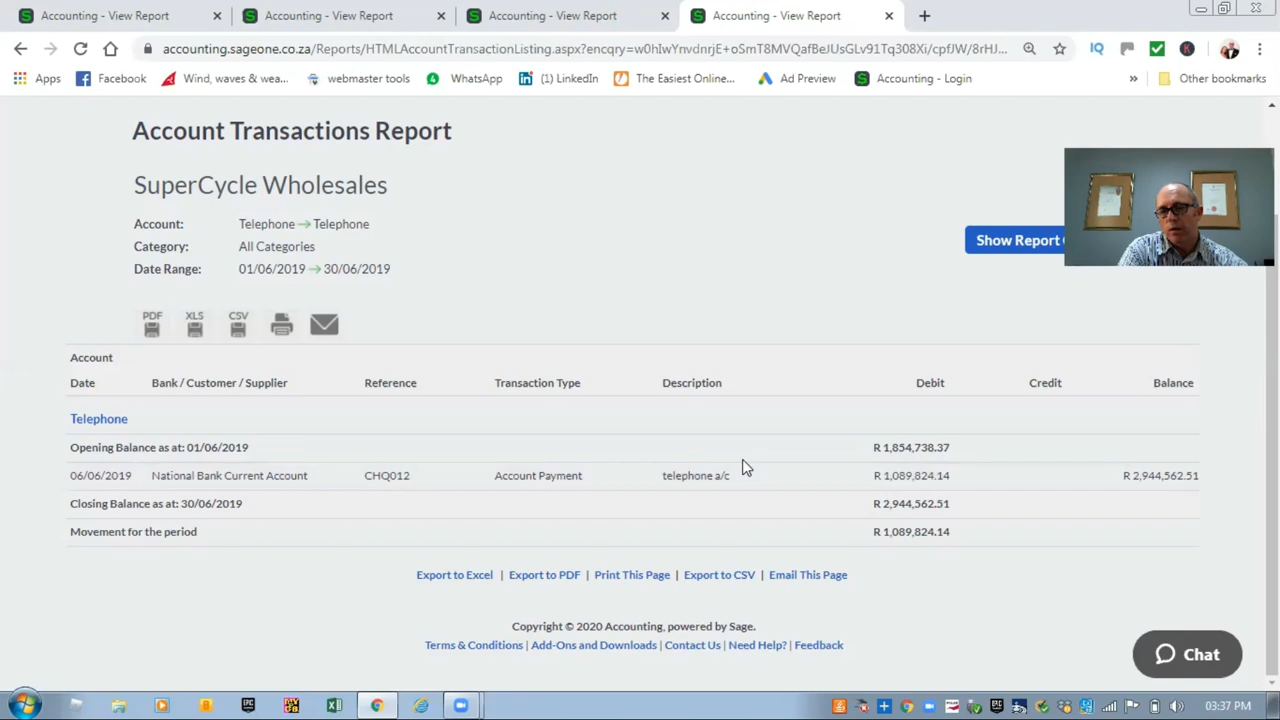 Accounting - View Report
Accounting - View Report
Accounting - View Report
Accounting - View Report
accounting.sageone.co.za/Reports/HTMLAccountTransactionListing.aspx?encqry=w0hIwYnvdnrjE+oSmT8MVQafBeJUsGLv91Tq308Xi/cpfJW/8rHJ...
IQ
K
Apps
Facebook
Wind, waves & wea...
webmaster tools
WhatsApp
(1) LinkedIn
The Easiest Online...
Ad Preview
Accounting - Login
»
Other bookmarks
Account Transactions Report
SuperCycle Wholesales
Account: Telephone → Telephone
Category: All Categories
Date Range: 01/06/2019 → 30/06/2019
Show Report
PDF XLS CSV
Account
Date Bank / Customer / Supplier Reference Transaction Type Description Debit Credit Balance
Telephone
Opening Balance as at: 01/06/2019 R 1,854,738.37
06/06/2019 National Bank Current Account CHQ012 Account Payment telephone a/c R 1,089,824.14 R 2,944,562.51
Closing Balance as at: 30/06/2019 R 2,944,562.51
Movement for the period R 1,089,824.14
Export to Excel | Export to PDF | Print This Page | Export to CSV | Email This Page
Copyright © 2020 Accounting, powered by Sage.
Terms & Conditions | Add-Ons and Downloads | Contact Us | Need Help? | Feedback
Chat
03:37 PM